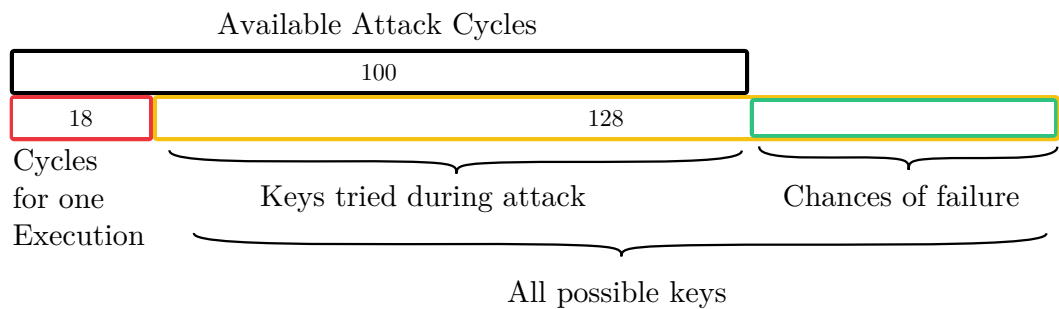 Available Attack Cycles
100
18
128
Cycles
for one
Execution
Keys tried during attack
Chances of failure
All possible keys